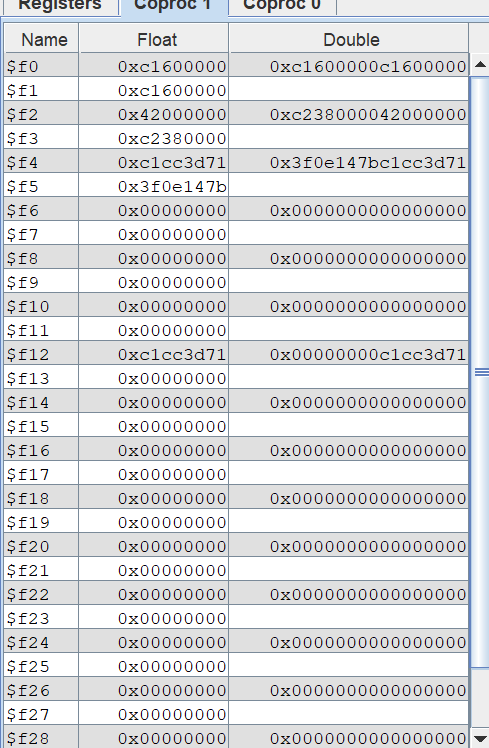 Registers Coproc 1 Coproc 0
Name Float Double
$f0 0xc1600000 0xc1600000c1600000
$f1 0xc1600000
$f2 0x42000000 0xc238000042000000
$f3 0xc2380000
$f4 0xc1cc3d71 0x3f0e147bc1cc3d71
$f5 0x3f0e147b
$f6 0x00000000 0x0000000000000000
$f7 0x00000000
$f8 0x00000000 0x0000000000000000
$f9 0x00000000
$f10 0x00000000 0x0000000000000000
$f11 0x00000000
$f12 0xc1cc3d71 0x00000000c1cc3d71
$f13 0x00000000
$f14 0x00000000 0x0000000000000000
$f15 0x00000000
$f16 0x00000000 0x0000000000000000
$f17 0x00000000
$f18 0x00000000 0x0000000000000000
$f19 0x00000000
$f20 0x00000000 0x0000000000000000
$f21 0x00000000
$f22 0x00000000 0x0000000000000000
$f23 0x00000000
$f24 0x00000000 0x0000000000000000
$f25 0x00000000
$f26 0x00000000 0x0000000000000000
$f27 0x00000000
$f28 0x00000000 0x0000000000000000